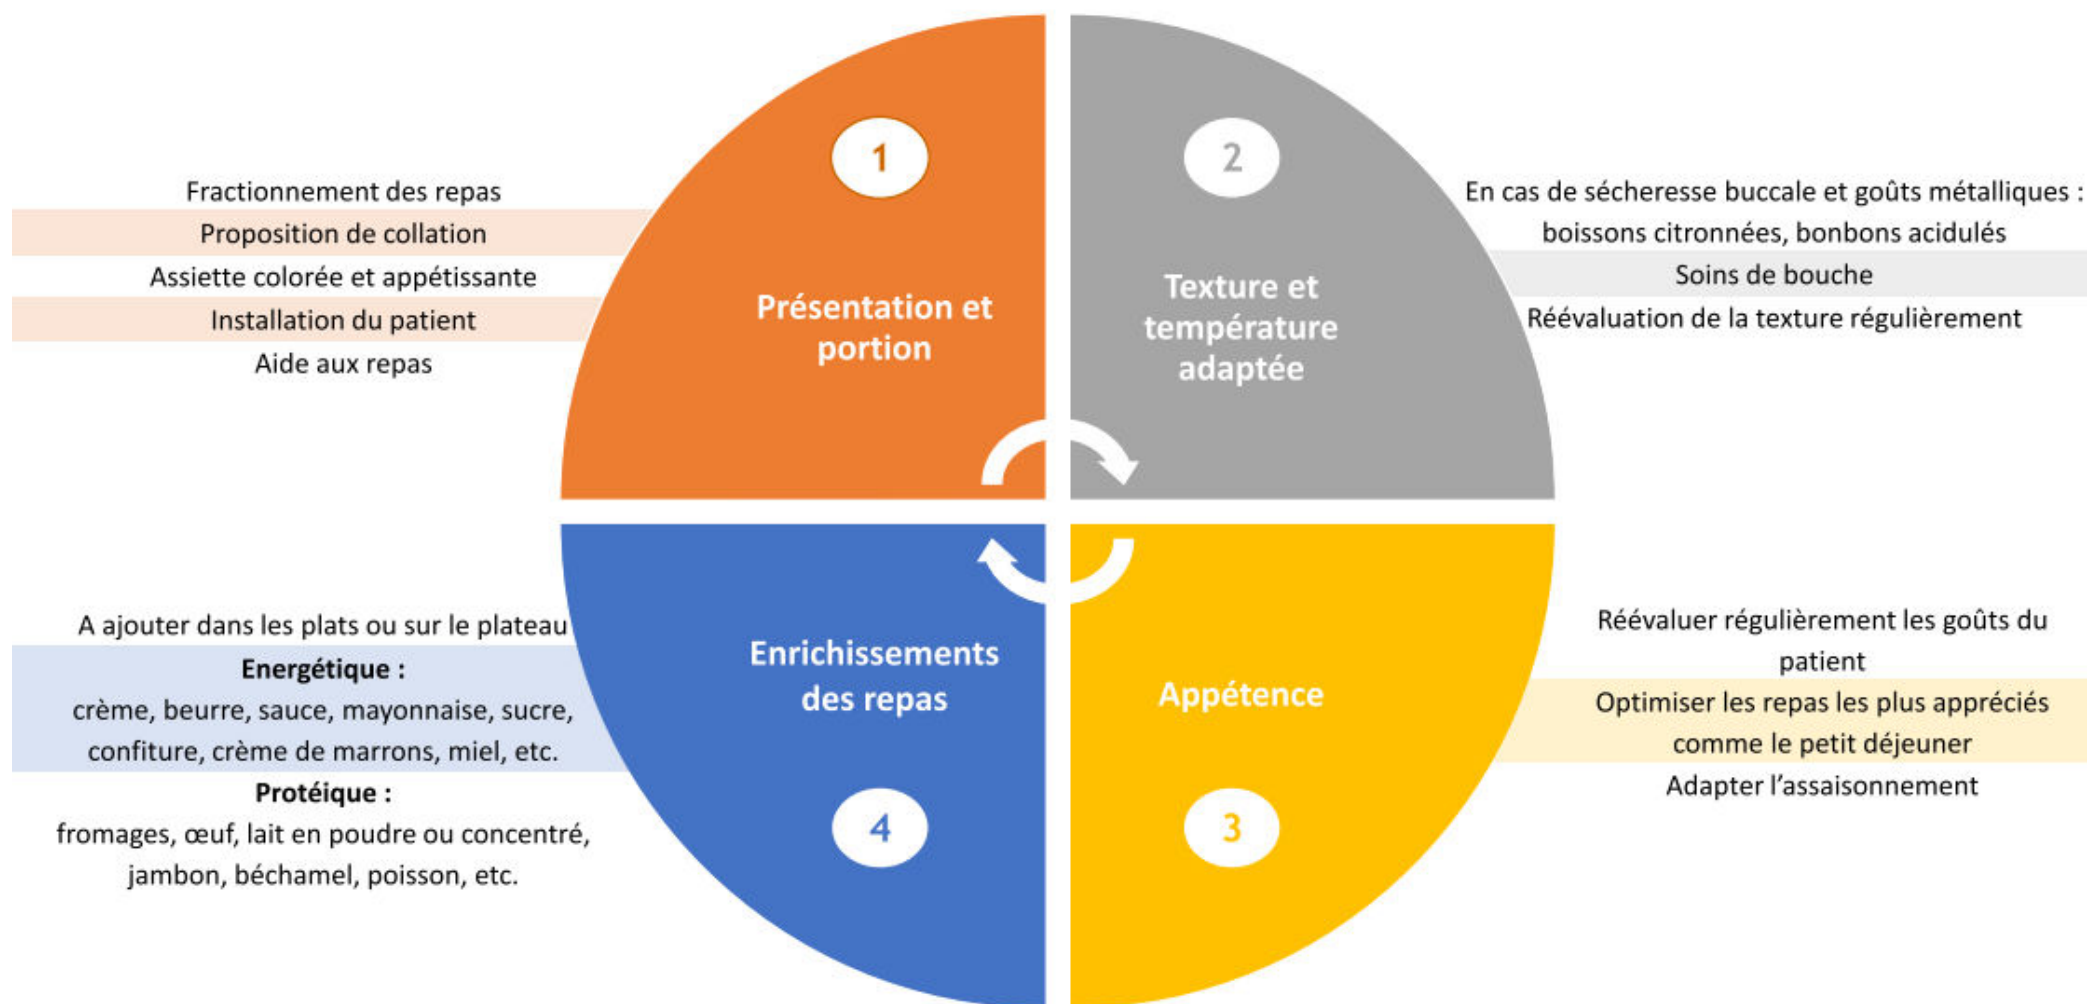 1
Présentation et
portion
Fractionnement des repas
Proposition de collation
Assiette colorée et appétissante
Installation du patient
Aide aux repas
2
Texture et
température
adaptée
En cas de sécheresse buccale et goûts métalliques :
boissons citronnées, bonbons acidulés
Soins de bouche
Réévaluation de la texture régulièrement
Appétence
3
Réévaluer régulièrement les goûts du
patient
Optimiser les repas les plus appréciés
comme le petit déjeuner
Adapter l’assaisonnement
Enrichissements
des repas
4
A ajouter dans les plats ou sur le plateau
Energétique :
crème, beurre, sauce, mayonnaise, sucre,
confiture, crème de marrons, miel, etc.
Protéique :
fromages, œuf, lait en poudre ou concentré,
jambon, béchamel, poisson, etc.